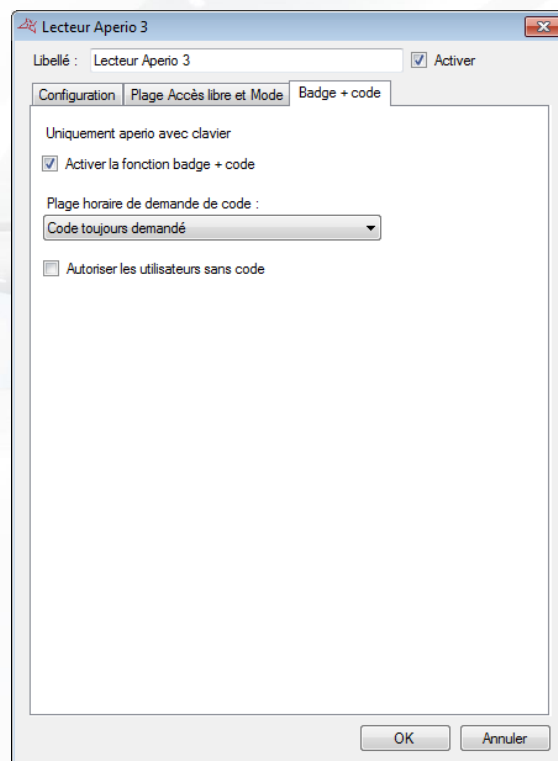 Lecteur Aperio 3
Libellé : Lecteur Aperio 3 Activer
Configuration Plage Accès libre et Mode Badge + code
Uniquement aperio avec clavier
Activer la fonction badge + code
Plage horaire de demande de code :
Code toujours demandé
Autoriser les utilisateurs sans code
OK Annuler